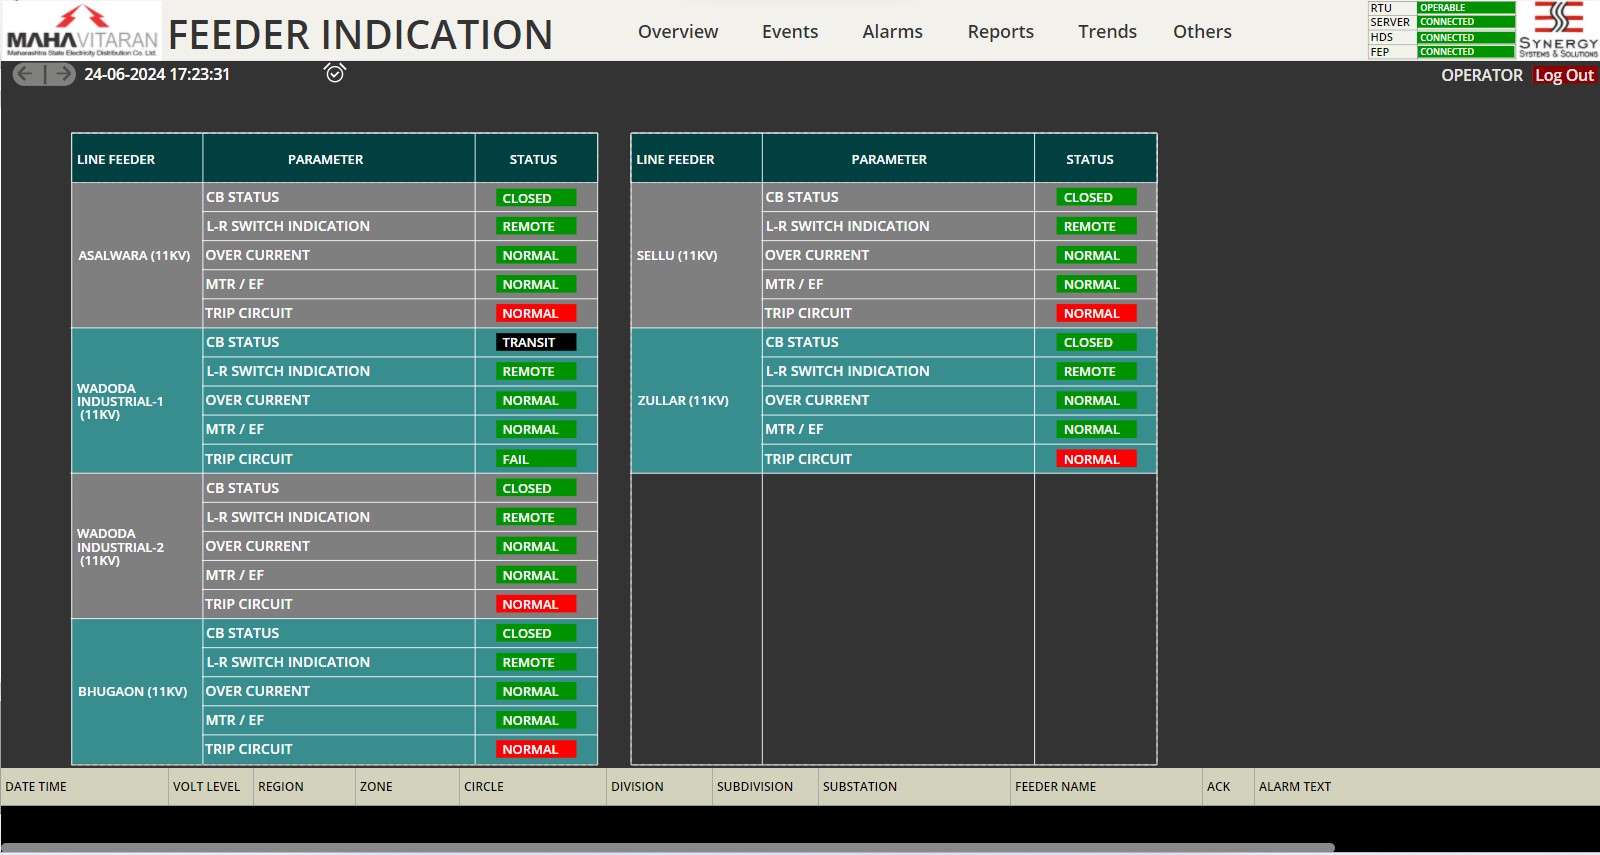 MAHAVITARAN
Maharashtra State Electricity Distribution Co. Ltd.
FEEDER INDICATION
Overview Events Alarms Reports Trends Others
RTU OPERABLE
SERVER CONNECTED
HDS CONNECTED
FEP CONNECTED
SYNERGY
SYSTEMS & SOLUTIONS
24-06-2024 17:23:31
OPERATOR Log Out
LINE FEEDER PARAMETER STATUS
ASALWARA (11KV)
CB STATUS CLOSED
L-R SWITCH INDICATION REMOTE
OVER CURRENT NORMAL
MTR / EF NORMAL
TRIP CIRCUIT NORMAL
WADODA
INDUSTRIAL-1
(11KV)
CB STATUS TRANSIT
L-R SWITCH INDICATION REMOTE
OVER CURRENT NORMAL
MTR / EF NORMAL
TRIP CIRCUIT FAIL
WADODA
INDUSTRIAL-2
(11KV)
CB STATUS CLOSED
L-R SWITCH INDICATION REMOTE
OVER CURRENT NORMAL
MTR / EF NORMAL
TRIP CIRCUIT NORMAL
BHUGAON (11KV)
CB STATUS CLOSED
L-R SWITCH INDICATION REMOTE
OVER CURRENT NORMAL
MTR / EF NORMAL
TRIP CIRCUIT NORMAL
LINE FEEDER PARAMETER STATUS
SELLU (11KV)
CB STATUS CLOSED
L-R SWITCH INDICATION REMOTE
OVER CURRENT NORMAL
MTR / EF NORMAL
TRIP CIRCUIT NORMAL
ZULLAR (11KV)
CB STATUS CLOSED
L-R SWITCH INDICATION REMOTE
OVER CURRENT NORMAL
MTR / EF NORMAL
TRIP CIRCUIT NORMAL
DATE TIME VOLT LEVEL REGION ZONE CIRCLE DIVISION SUBDIVISION SUBSTATION FEEDER NAME ACK ALARM TEXT